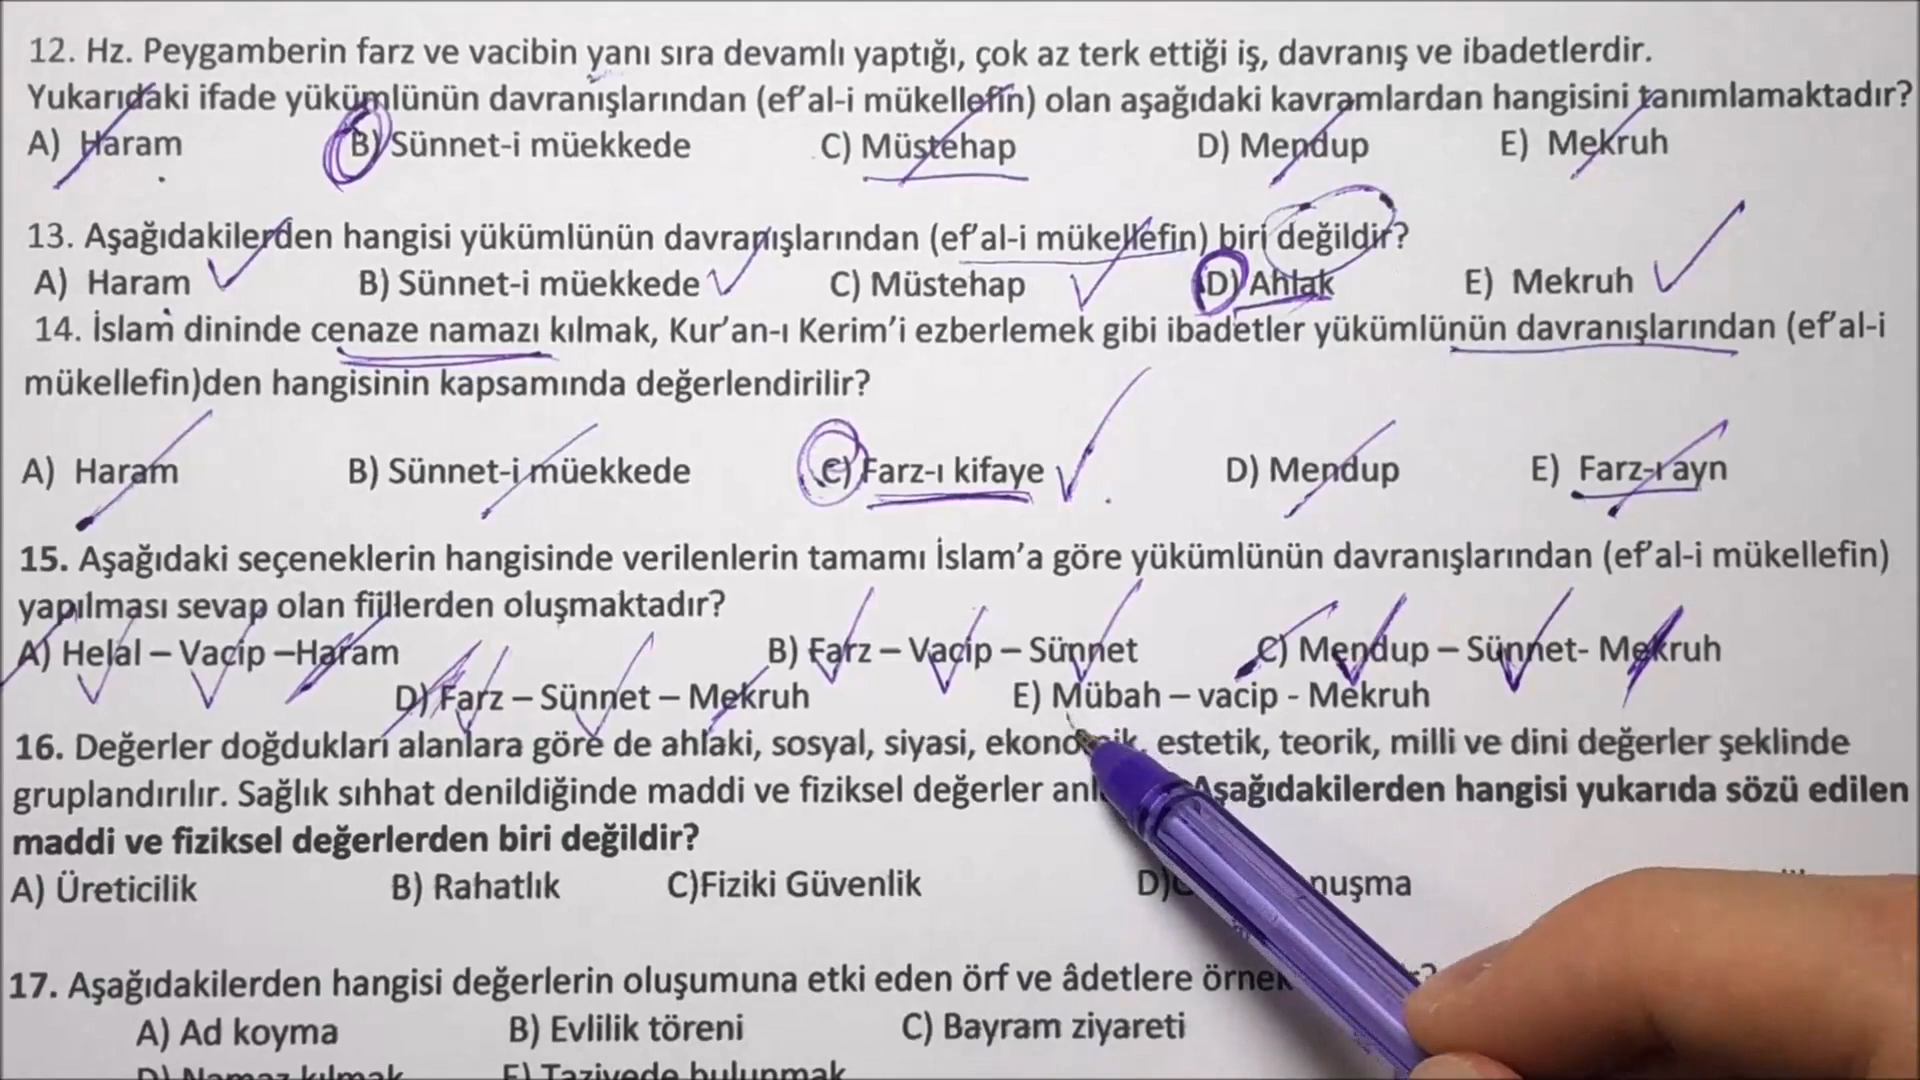 12. Hz. Peygamberin farz ve vacibin yanı sıra devamlı yaptığı, çok az terk ettiği iş, davranış ve ibadetlerdir.
Yukarıdaki ifade yükümlünün davranışlarından (ef'al-i mükellefin) olan aşağıdaki kavramlardan hangisini tanımlamaktadır?
A) Haram B) Sünnet-i müekkede C) Müstehap D) Mendup E) Mekruh
13. Aşağıdakilerden hangisi yükümlünün davranışlarından (ef'al-i mükellefin) biri değildir?
A) Haram B) Sünnet-i müekkede C) Müstehap D) Ahlak E) Mekruh
14. İslam dininde cenaze namazı kılmak, Kur'an-ı Kerim'i ezberlemek gibi ibadetler yükümlünün davranışlarından (ef'al-i
mükellefin)den hangisinin kapsamında değerlendirilir?
A) Haram B) Sünnet-i müekkede C) Farz-ı kifaye D) Mendup E) Farz-ı ayn
15. Aşağıdaki seçeneklerin hangisinde verilenlerin tamamı İslam'a göre yükümlünün davranışlarından (ef'al-i mükellefin)
yapılması sevap olan fiillerden oluşmaktadır?
A) Helal – Vacip –Haram B) Farz – Vacip – Sünnet C) Mendup – Sünnet- Mekruh
D) Farz – Sünnet – Mekruh E) Mübah – vacip - Mekruh
16. Değerler doğdukları alanlara göre de ahlaki, sosyal, siyasi, estetik, teorik, milli ve dini değerler şeklinde
gruplandırılır. Sağlık sıhhat denildiğinde maddi ve fiziksel değerler Aşağıdakilerden hangisi yukarıda sözü edilen
maddi ve fiziksel değerlerden biri değildir?
A) Üreticilik B) Rahatlık C)Fiziki Güvenlik D)
17. Aşağıdakilerden hangisi değerlerin oluşumuna etki eden örf ve âdetlere
A) Ad koyma B) Evlilik töreni C) Bayram ziyareti
D) Namaz kılmak E) Taziyede bulunmak